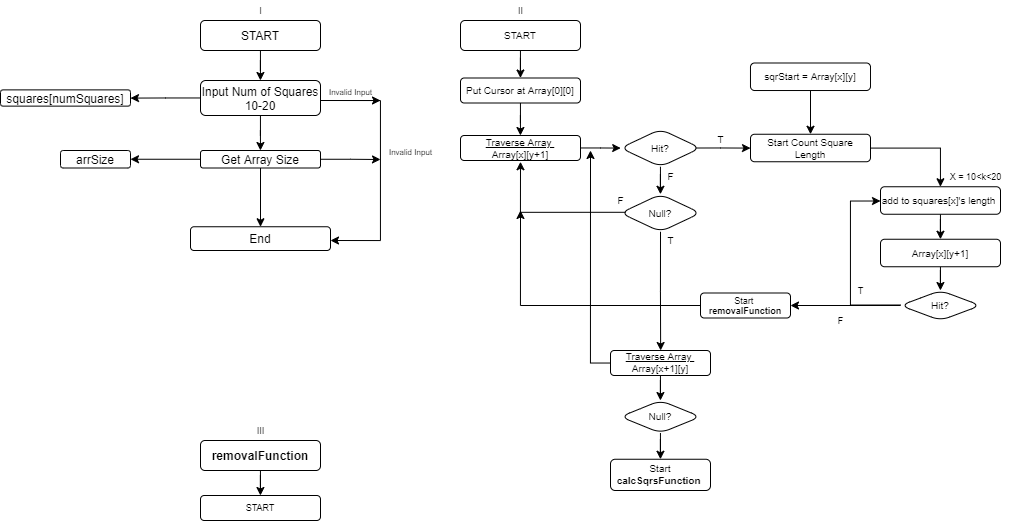 I
START
Input Num of Squares
10-20
Invalid Input
squares[numSquares]
Get Array Size
arrSize
Invalid Input
End
II
START
Put Cursor at Array[0][0]
Traverse Array
Array[x][y+1]
Hit?
T
F
Null?
F
T
sqrStart = Array[x][y]
Start Count Square
Length
X = 10<k<20
add to squares[x]'s length
Array[x][y+1]
Hit?
T
F
Start
removalFunction
Traverse Array
Array[x+1][y]
Null?
Start
calcSqrsFunction
III
removalFunction
START